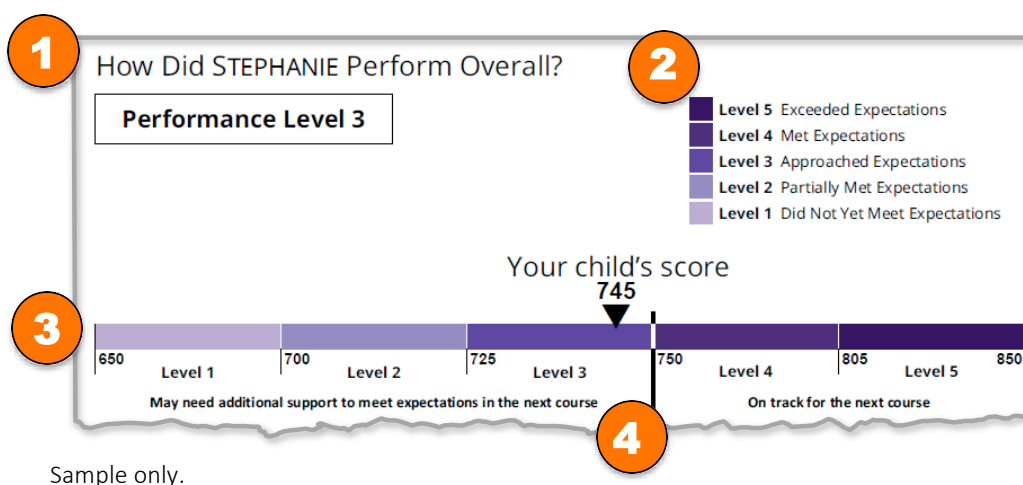 1
How Did STEPHANIE Perform Overall?
2
Performance Level 3
Level 5 Exceeded Expectations
Level 4 Met Expectations
Level 3 Approached Expectations
Level 2 Partially Met Expectations
Level 1 Did Not Yet Meet Expectations
Your child's score
745
3
650 700 725 750 805 850
Level 1 Level 2 Level 3 Level 4 Level 5
May need additional support to meet expectations in the next course On track for the next course
4
Sample only.